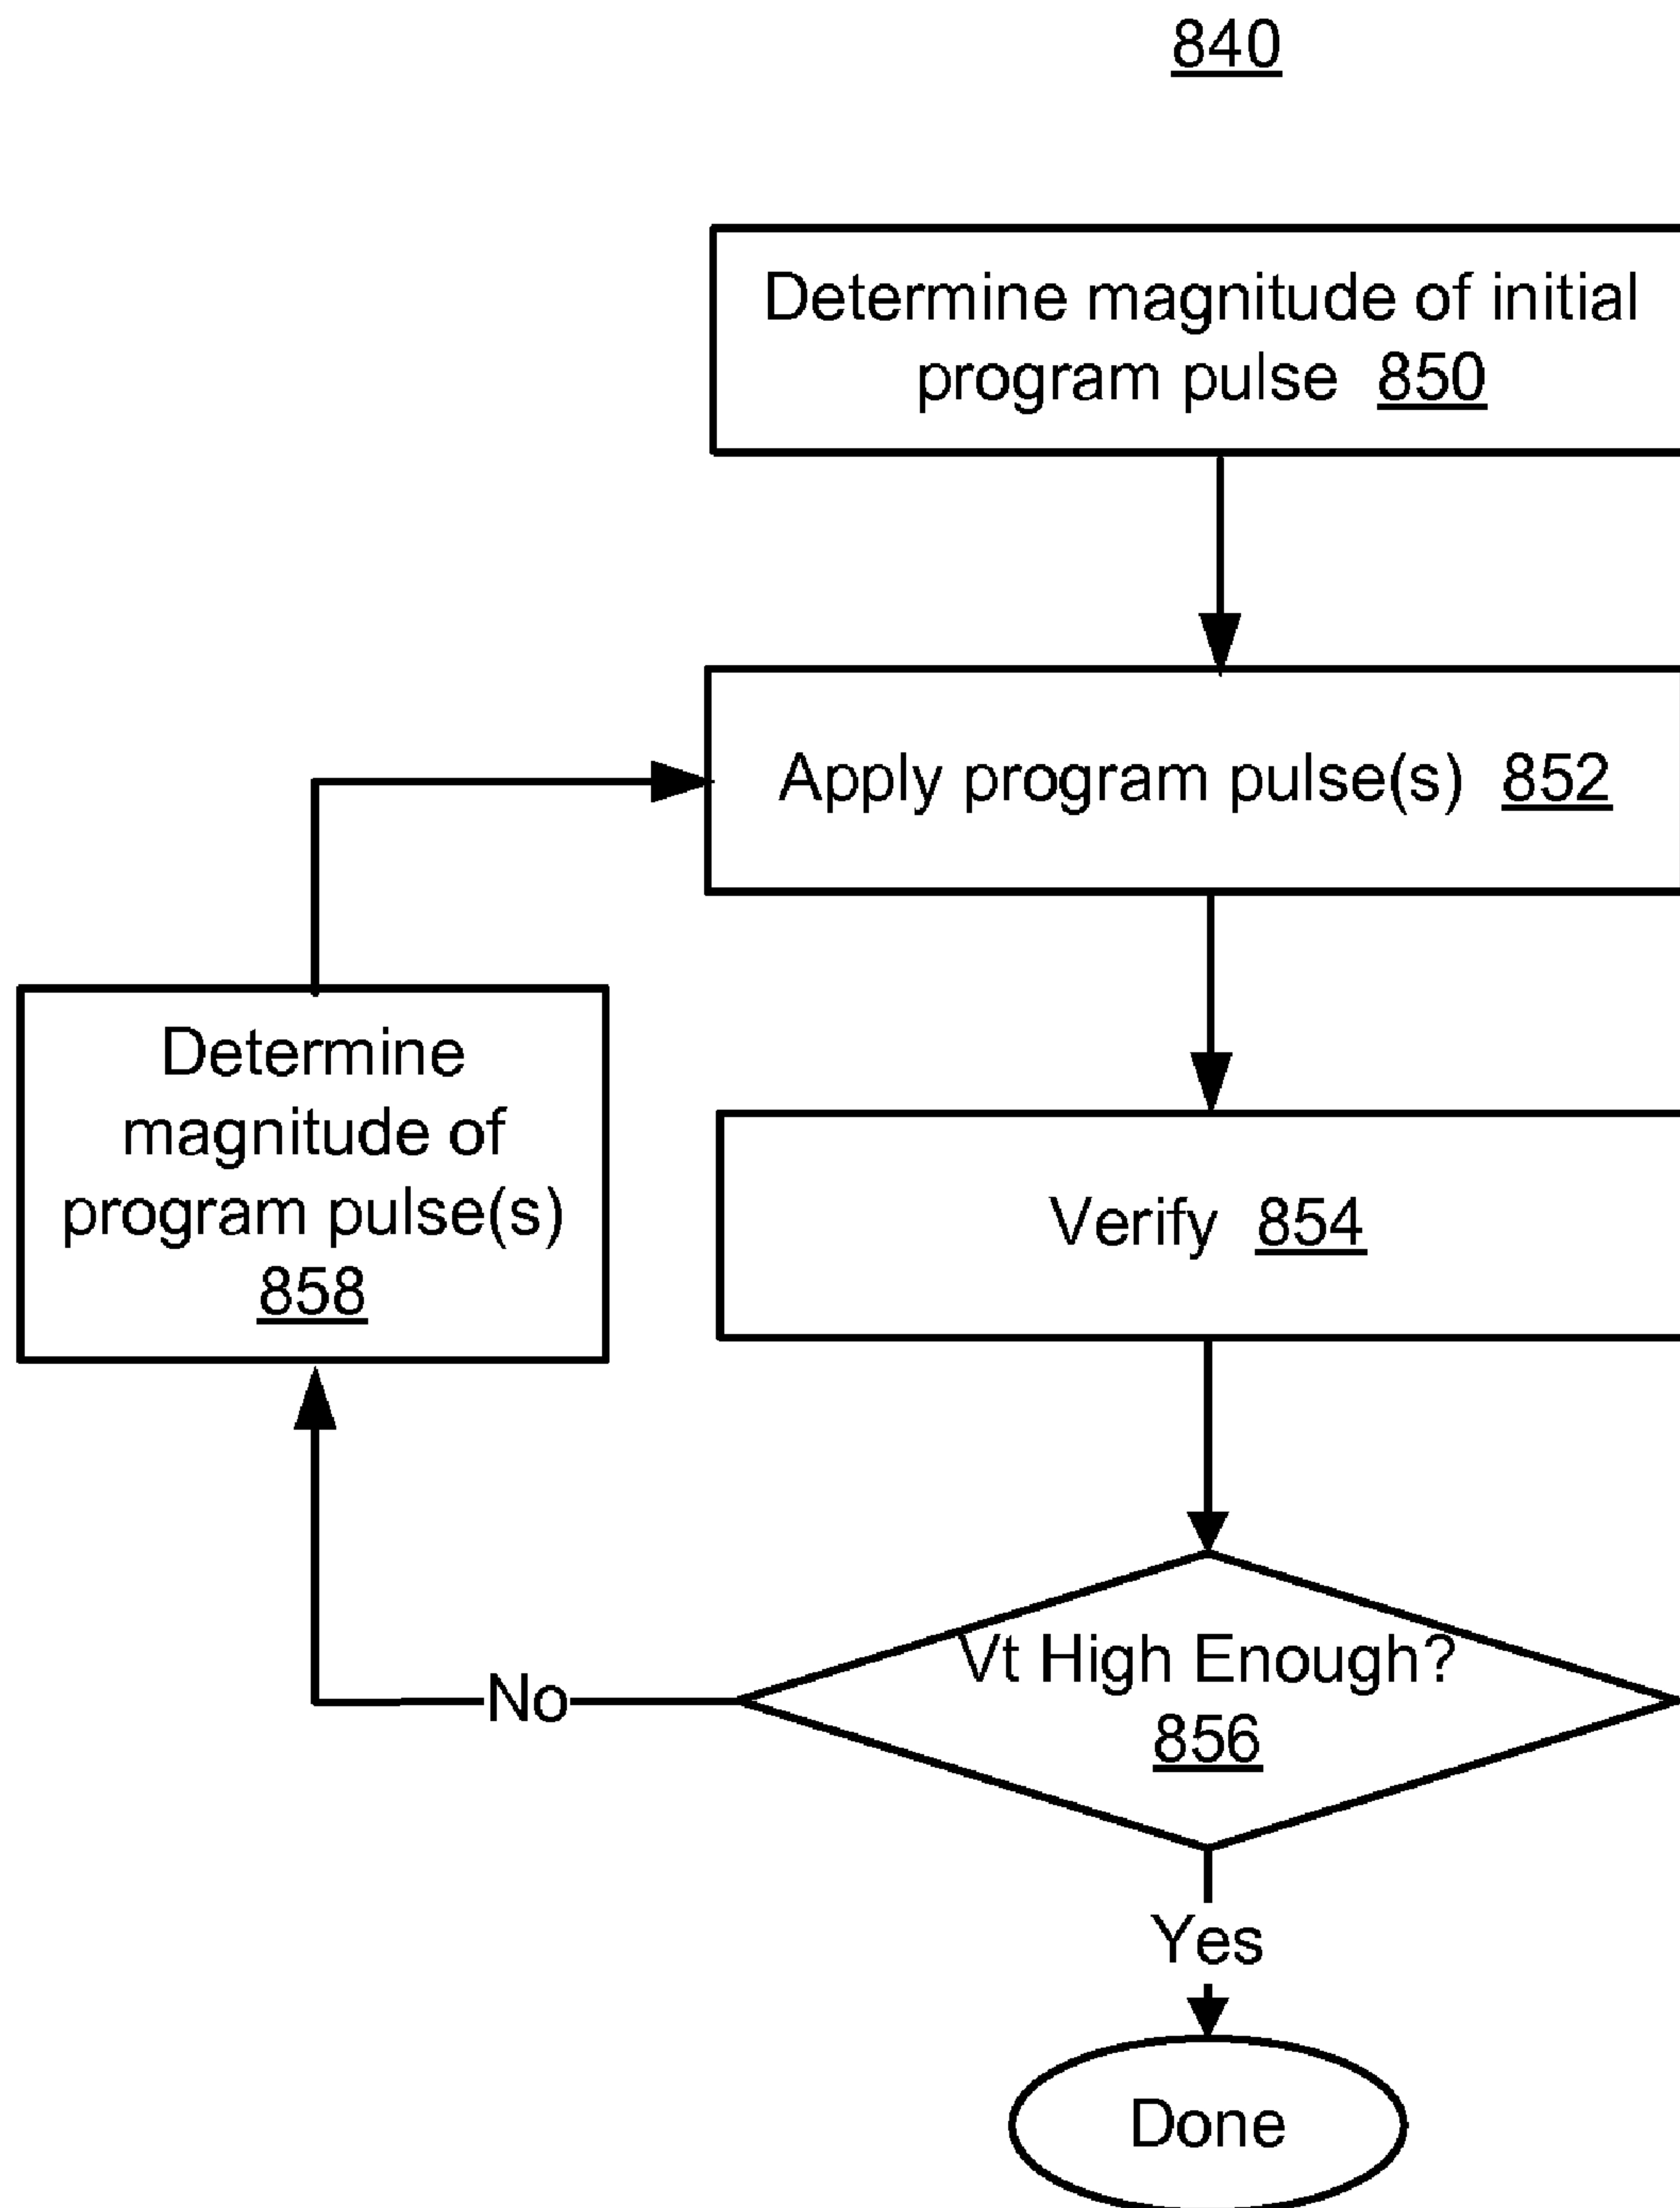 840
Determine magnitude of initial
program pulse 850
Apply program pulse(s) 852
Determine
magnitude of
program pulse(s)
858
Verify 854
Vt High Enough?
856
No
Yes
Done